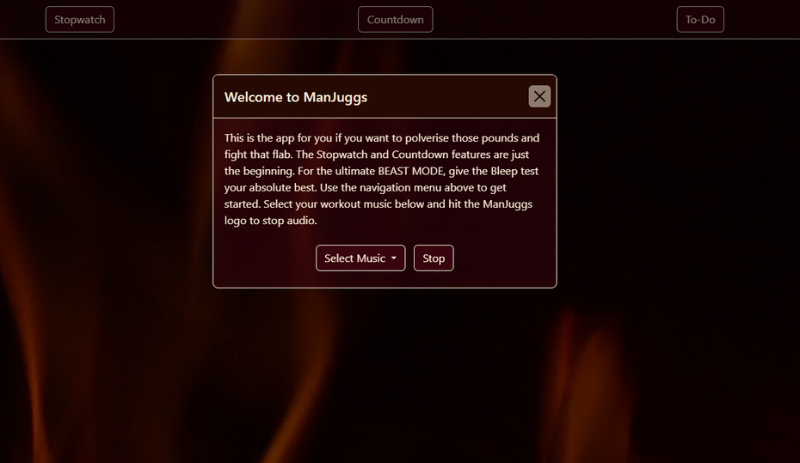 Stopwatch
Countdown
To-Do
Welcome to ManJuggs
This is the app for you if you want to polverise those pounds and
fight that flab. The Stopwatch and Countdown features are just
the beginning. For the ultimate BEAST MODE, give the Bleep test
your absolute best. Use the navigation menu above to get
started. Select your workout music below and hit the ManJuggs
logo to stop audio.
Select Music
Stop